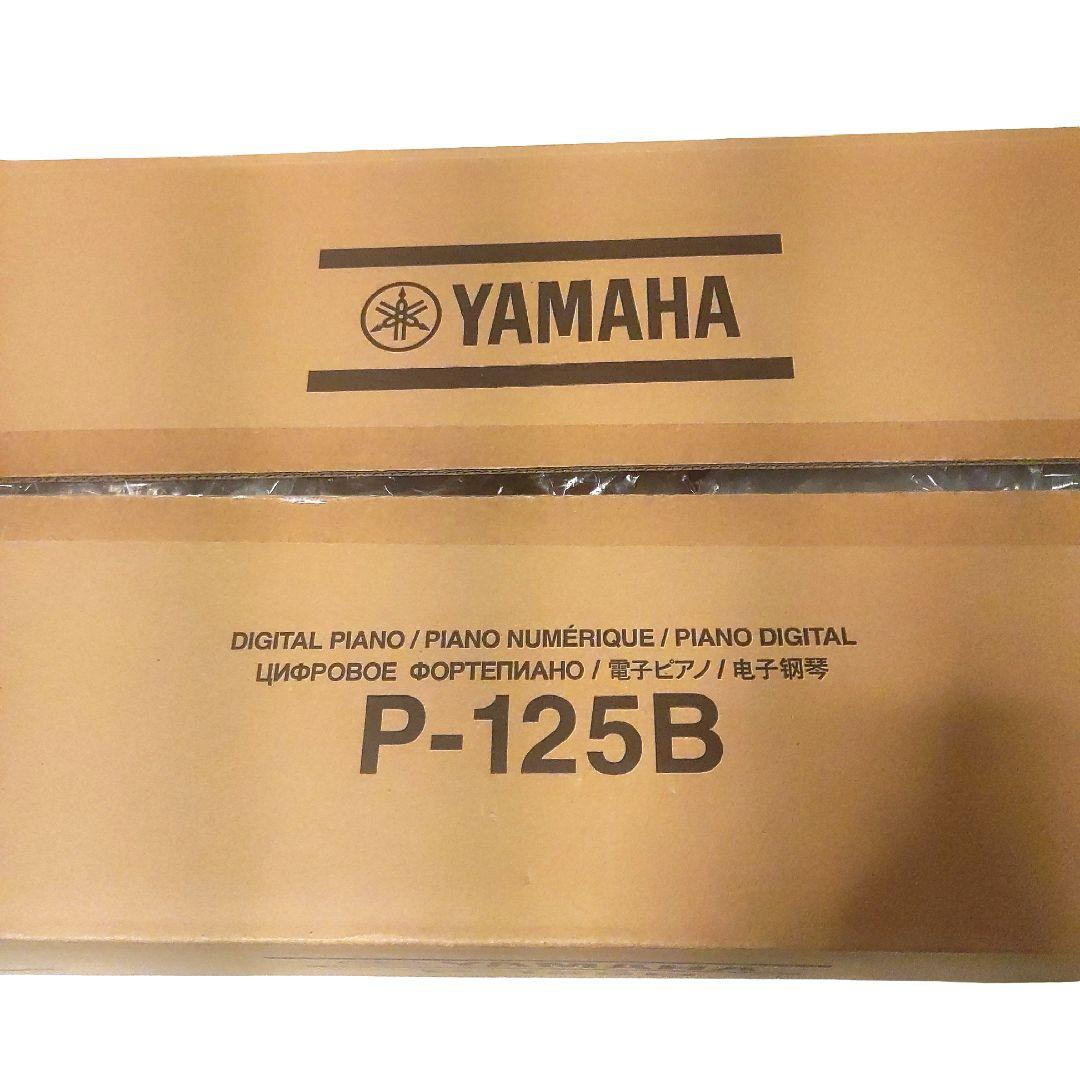 YAMAHA
DIGITAL PIANO / PIANO NUMÉRIQUE / PIANO DIGITAL
ЦИФРОВОЕ ФОРТЕПИАНО / 電子ピアノ / 电子钢琴
P-125B